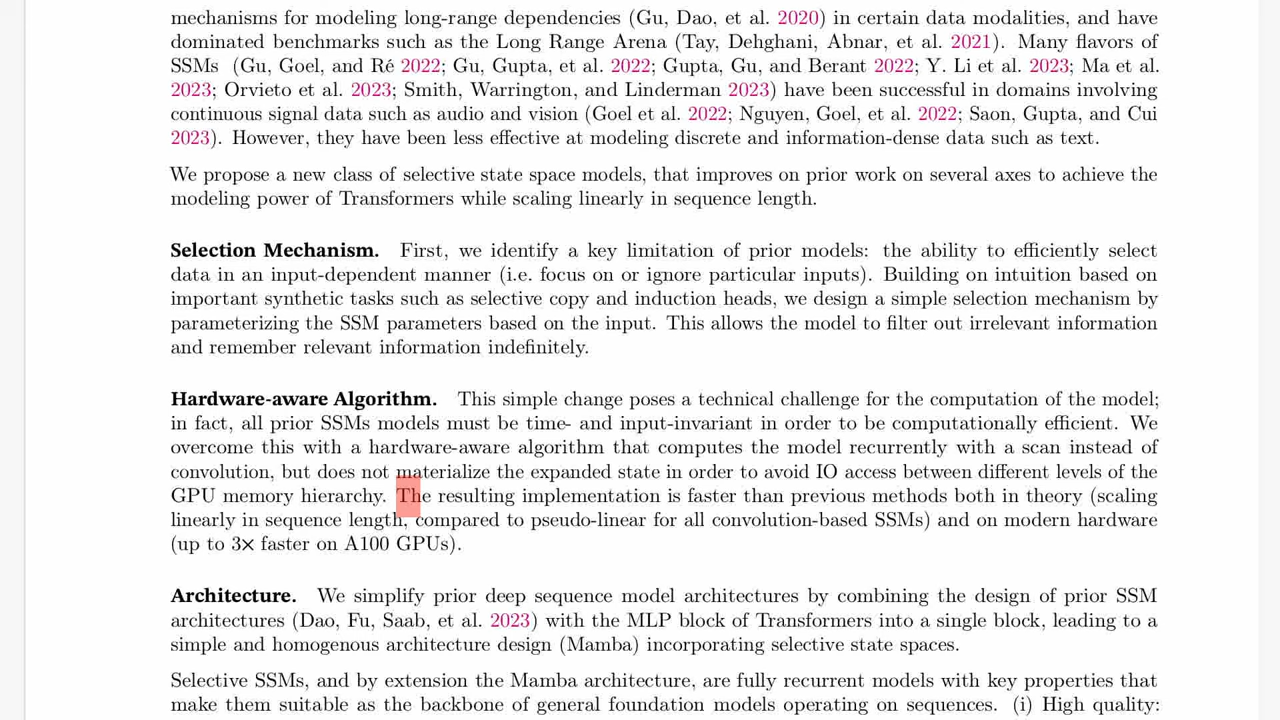 mechanisms for modeling long-range dependencies (Gu, Dao, et al. 2020) in certain data modalities, and have
dominated benchmarks such as the Long Range Arena (Tay, Dehghani, Abnar, et al. 2021). Many flavors of
SSMs (Gu, Goel, and Ré 2022; Gu, Gupta, et al. 2022; Gupta, Gu, and Berant 2022; Y. Li et al. 2023; Ma et al.
2023; Orvieto et al. 2023; Smith, Warrington, and Linderman 2023) have been successful in domains involving
continuous signal data such as audio and vision (Goel et al. 2022; Nguyen, Goel, et al. 2022; Saon, Gupta, and Cui
2023). However, they have been less effective at modeling discrete and information-dense data such as text.
We propose a new class of selective state space models, that improves on prior work on several axes to achieve the
modeling power of Transformers while scaling linearly in sequence length.
Selection Mechanism. First, we identify a key limitation of prior models: the ability to efficiently select
data in an input-dependent manner (i.e. focus on or ignore particular inputs). Building on intuition based on
important synthetic tasks such as selective copy and induction heads, we design a simple selection mechanism by
parameterizing the SSM parameters based on the input. This allows the model to filter out irrelevant information
and remember relevant information indefinitely.
Hardware-aware Algorithm. This simple change poses a technical challenge for the computation of the model;
in fact, all prior SSMs models must be time- and input-invariant in order to be computationally efficient. We
overcome this with a hardware-aware algorithm that computes the model recurrently with a scan instead of
convolution, but does not materialize the expanded state in order to avoid IO access between different levels of the
GPU memory hierarchy. The resulting implementation is faster than previous methods both in theory (scaling
linearly in sequence length, compared to pseudo-linear for all convolution-based SSMs) and on modern hardware
(up to 3× faster on A100 GPUs).
Architecture. We simplify prior deep sequence model architectures by combining the design of prior SSM
architectures (Dao, Fu, Saab, et al. 2023) with the MLP block of Transformers into a single block, leading to a
simple and homogenous architecture design (Mamba) incorporating selective state spaces.
Selective SSMs, and by extension the Mamba architecture, are fully recurrent models with key properties that
make them suitable as the backbone of general foundation models operating on sequences. (i) High quality: